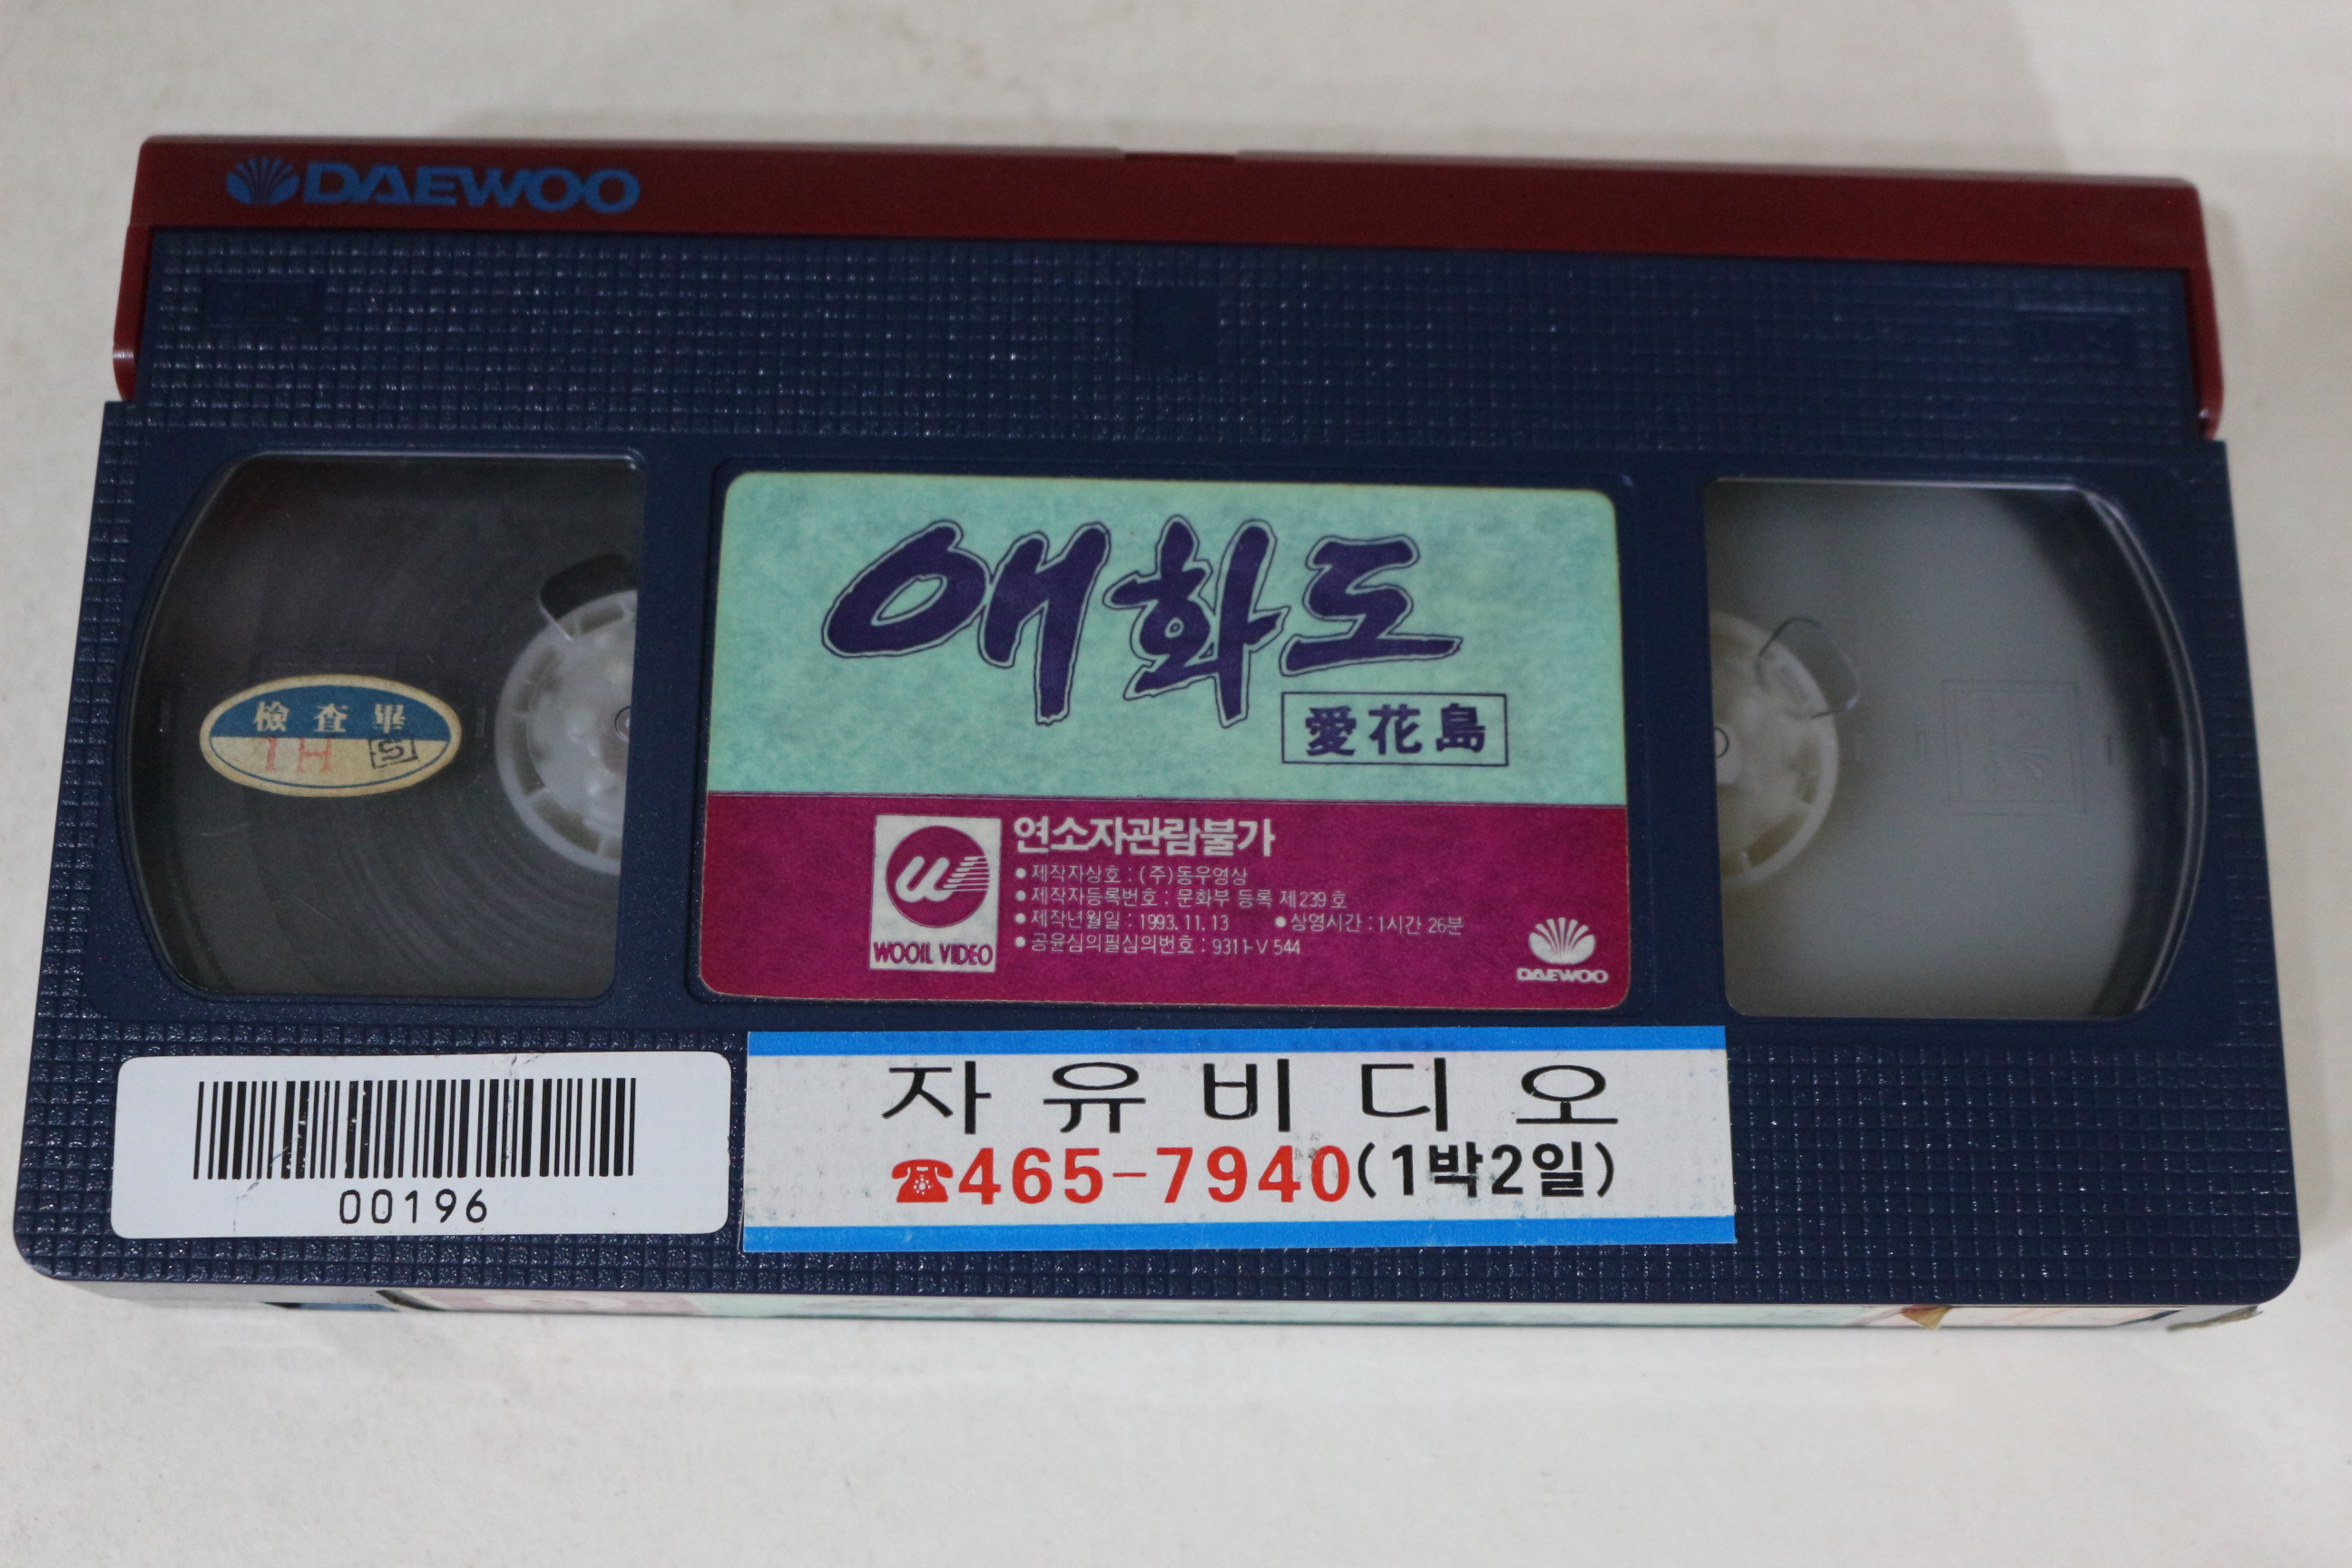 DAEWOO
애화도
愛花島
檢査畢
1H
연소자관람불가
● 제작자상호 : (주)동우영상
● 제작자등록번호 : 문화부 등록 제239호
● 제작년월일 : 1993. 11. 13 ● 상영시간 : 1시간 26분
● 공윤심의필심의번호 : 9311-V 544
WOOIL VIDEO
DAEWOO
자유비디오
☎465-7940(1박2일)
00196